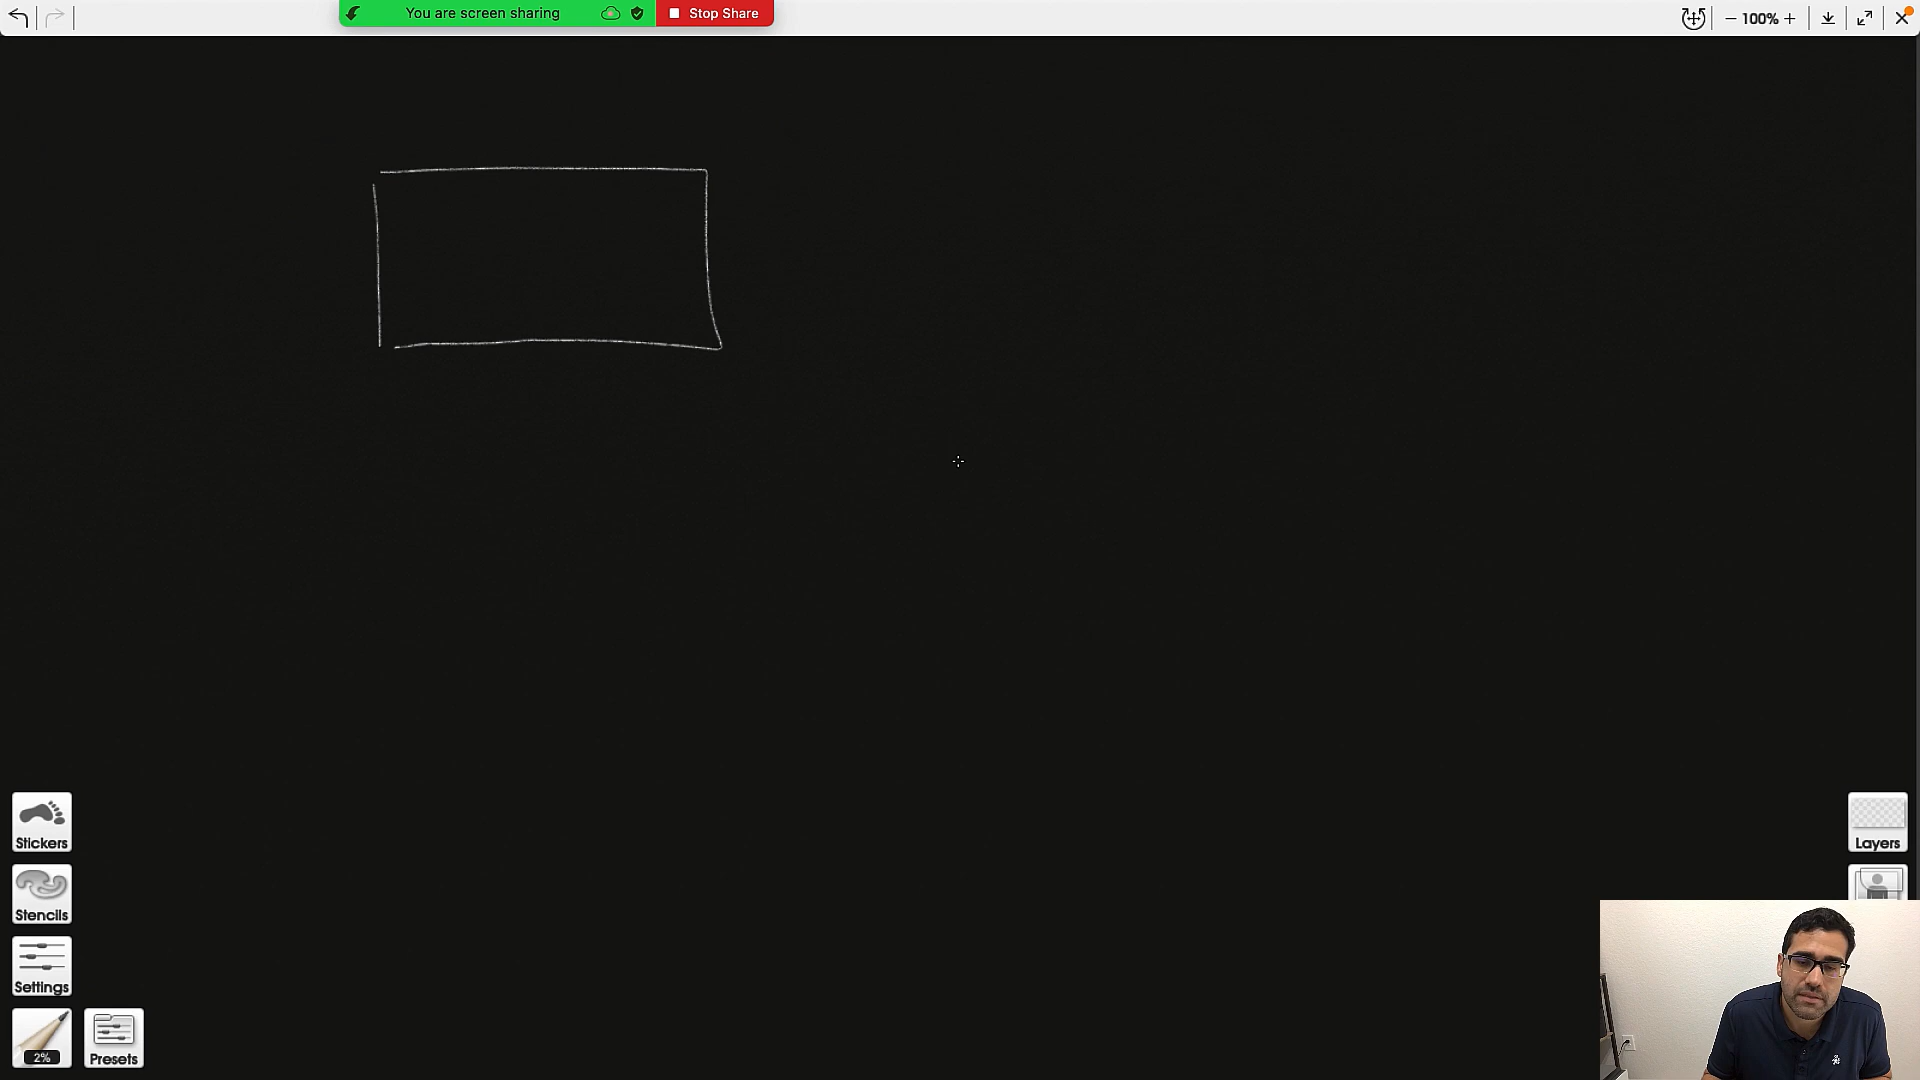 You are screen sharing
Stop Share
− 100% +
Stickers
Stencils
Settings
2%
Presets
Layers